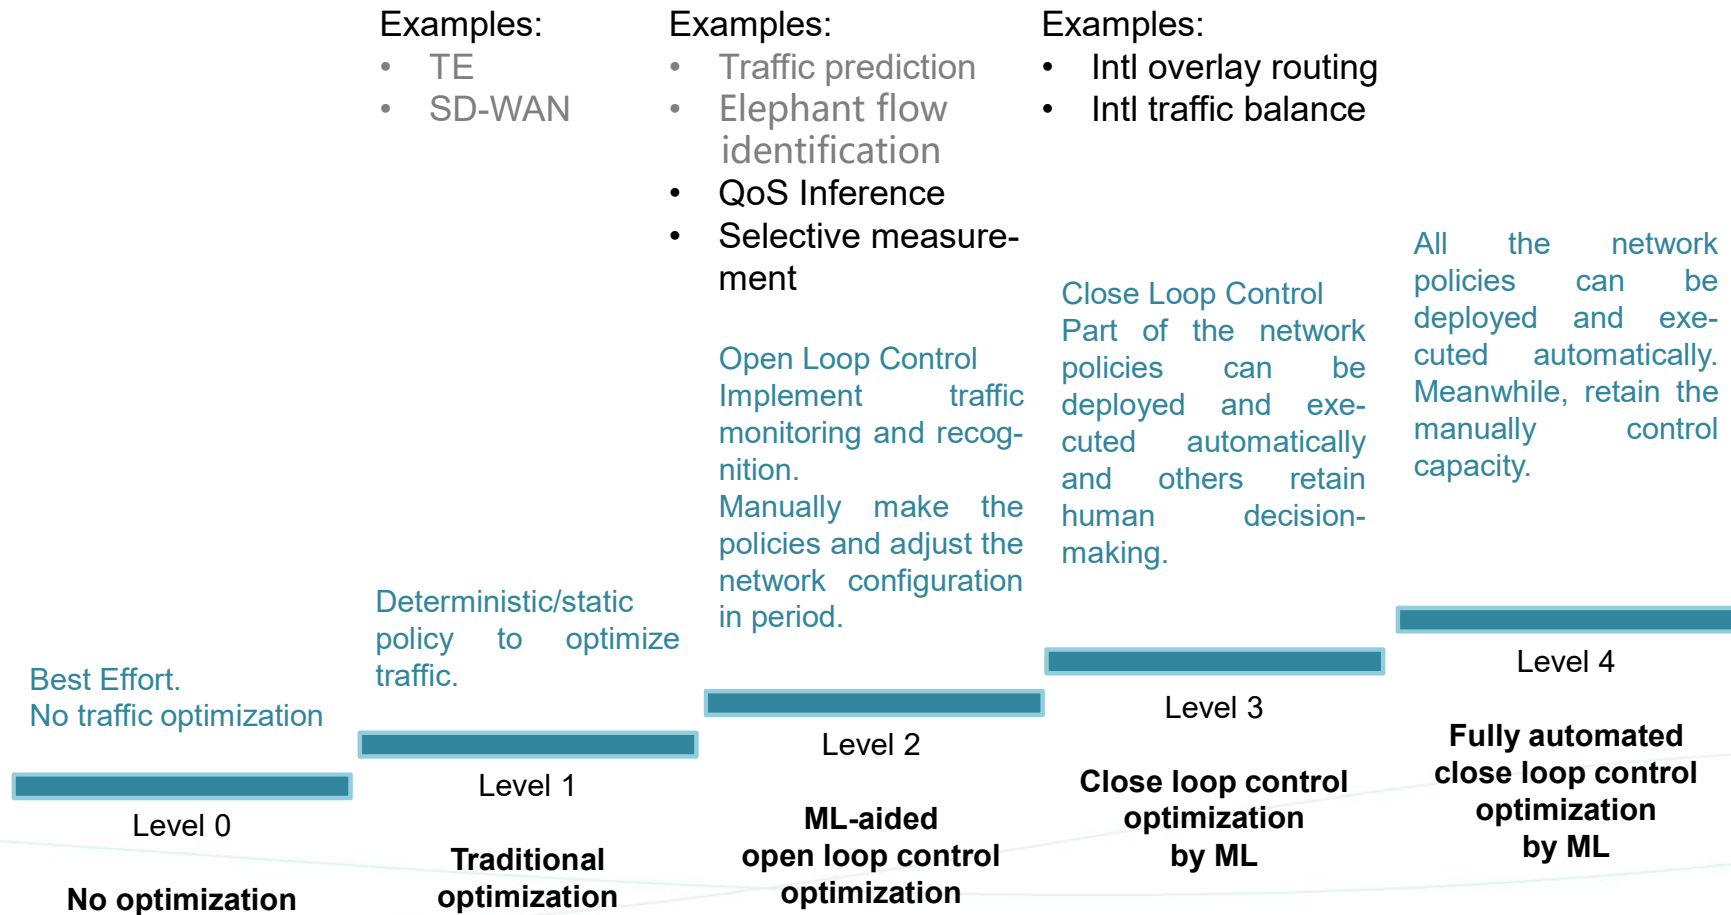 Best Effort.
No traffic optimization
Level 0
No optimization
Examples:
• TE
• SD-WAN
Deterministic/static
policy to optimize
traffic.
Level 1
Traditional
optimization
Examples:
• Traffic prediction
• Elephant flow
identification
• QoS Inference
• Selective measure-
ment
Open Loop Control
Implement traffic
monitoring and recog-
nition.
Manually make the
policies and adjust the
network configuration
in period.
Level 2
ML-aided
open loop control
optimization
Examples:
• Intl overlay routing
• Intl traffic balance
Close Loop Control
Part of the network
policies can be
deployed and exe-
cuted automatically
and others retain
human decision-
making.
Level 3
Close loop control
optimization
by ML
All the network
policies can be
deployed and exe-
cuted automatically.
Meanwhile, retain the
manually control
capacity.
Level 4
Fully automated
close loop control
optimization
by ML